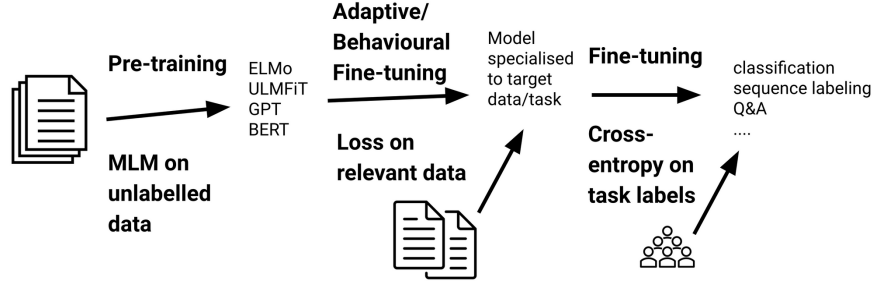 Pre-training
MLM on
unlabelled
data
ELMo
ULMFiT
GPT
BERT
Adaptive/
Behavioural
Fine-tuning
Loss on
relevant data
Model
specialised
to target
data/task
Fine-tuning
Cross-
entropy on
task labels
classification
sequence labeling
Q&A
....